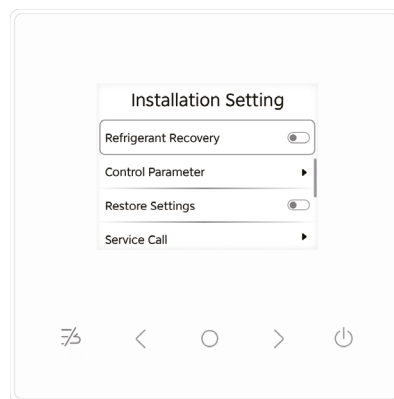 Installation Setting
Refrigerant Recovery
Control Parameter
Restore Settings
Service Call